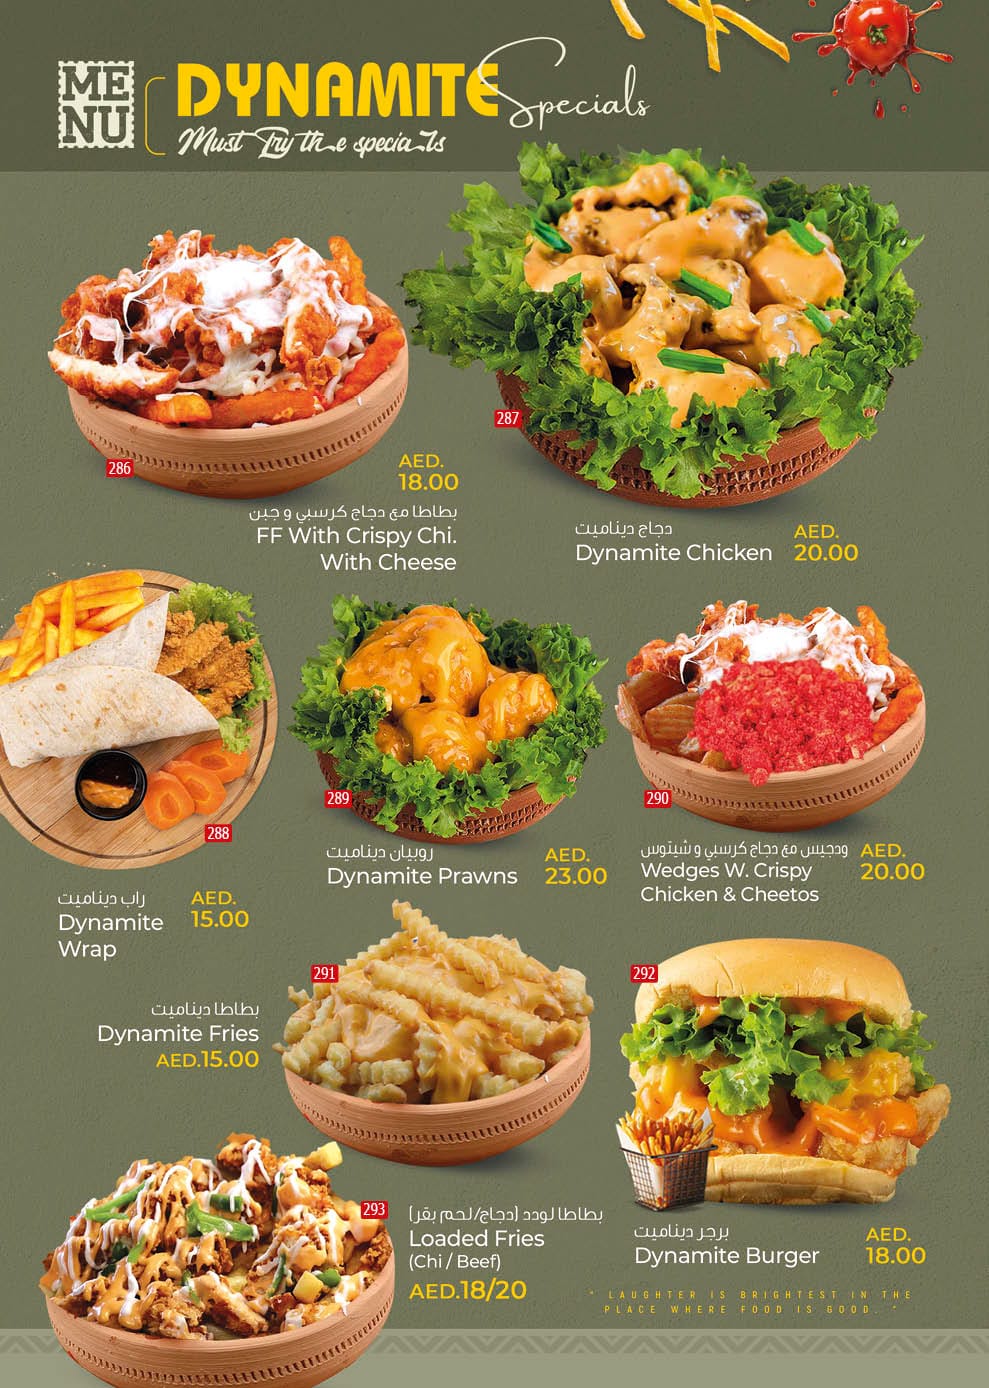 ME
NU
DYNAMITE Specials
Must Try the specials
286
AED.
18.00
بطاطا مع دجاج كرسبي و جبن
FF With Crispy Chi.
With Cheese
287
دجاج ديناميت
Dynamite Chicken
AED.
20.00
288
راب ديناميت
Dynamite
Wrap
AED.
15.00
289
روبيان ديناميت
Dynamite Prawns
AED.
23.00
290
ودجيس مع دجاج كرسبي و شيتوس
Wedges W. Crispy
Chicken & Cheetos
AED.
20.00
291
بطاطا ديناميت
Dynamite Fries
AED.15.00
292
برجر ديناميت
Dynamite Burger
AED.
18.00
293
بطاطا لودد (دجاج/لحم بقر)
Loaded Fries
(Chi / Beef)
AED.18/20
" LAUGHTER IS BRIGHTEST IN THE
PLACE WHERE FOOD IS GOOD. "